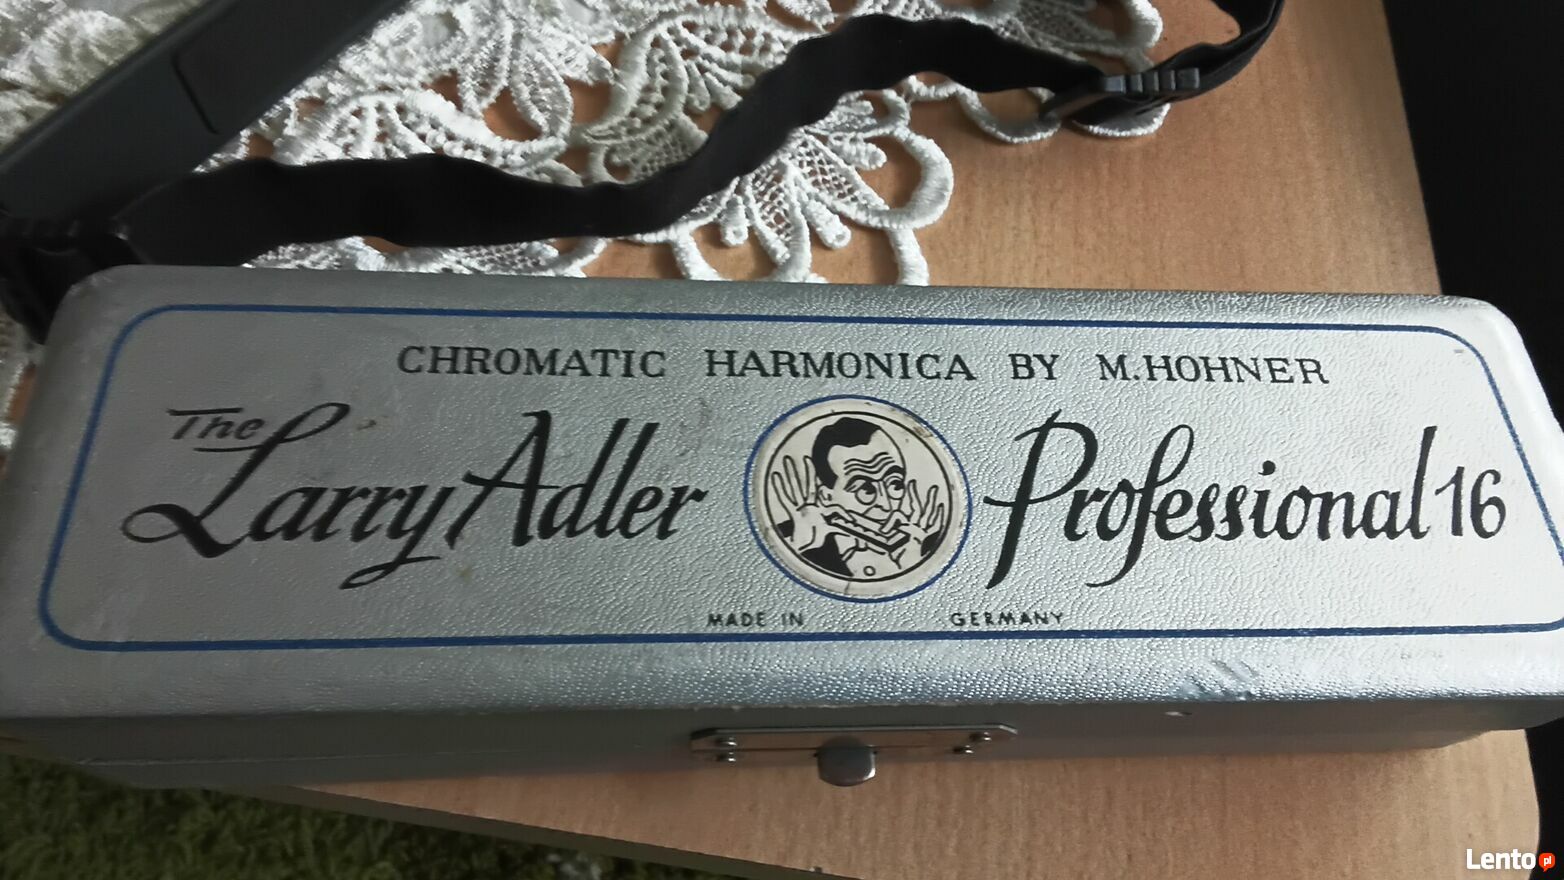 CHROMATIC HARMONICA BY M. HOHNER
The
Larry Adler Professional 16
MADE IN GERMANY
Lento pl